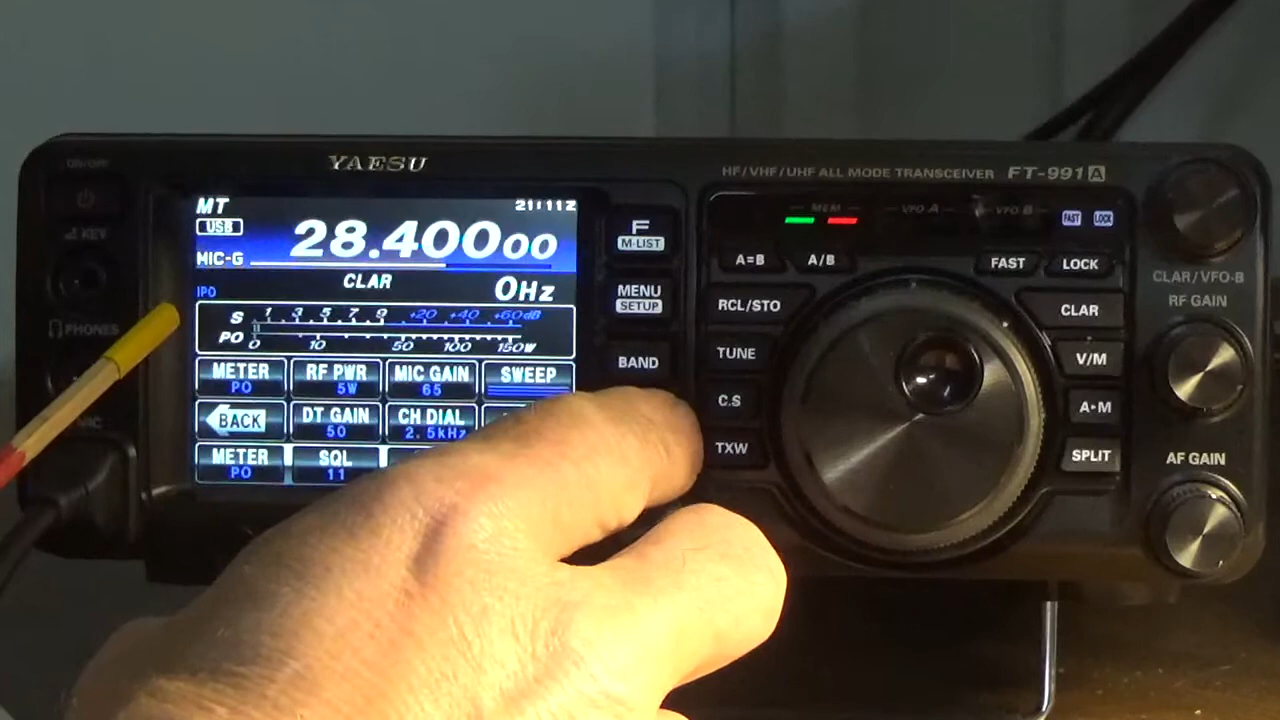 ON/OFF
KEY
PHONES
MIC
YAESU
MT
21:11Z
USB
28.40000
MIC-G
CLAR
0Hz
IPO
S 1 3 5 7 9 +20 +40 +60dB
PO 0 10 50 100 150W
METER
PO
RF PWR
5W
MIC GAIN
65
SWEEP
BACK
DT GAIN
50
CH DIAL
2.5kHz
METER
PO
SQL
11
F
M-LIST
MENU
SETUP
BAND
HF/VHF/UHF ALL MODE TRANSCEIVER FT-991A
MEM
VFO A
VFO B
FAST
LOCK
A=B
A/B
FAST
LOCK
RCL/STO
TUNE
C.S
TXW
CLAR
V/M
A▸M
SPLIT
CLAR/VFO-B
RF GAIN
AF GAIN